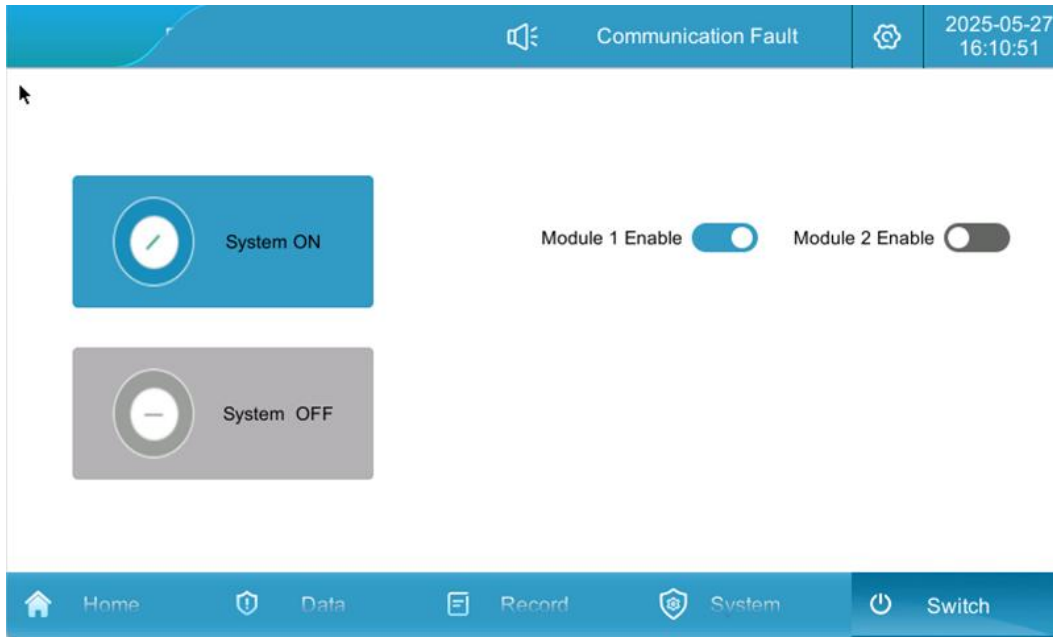 Communication Fault
2025-05-27
16:10:51
System ON
Module 1 Enable
Module 2 Enable
System OFF
Home
Data
Record
System
Switch